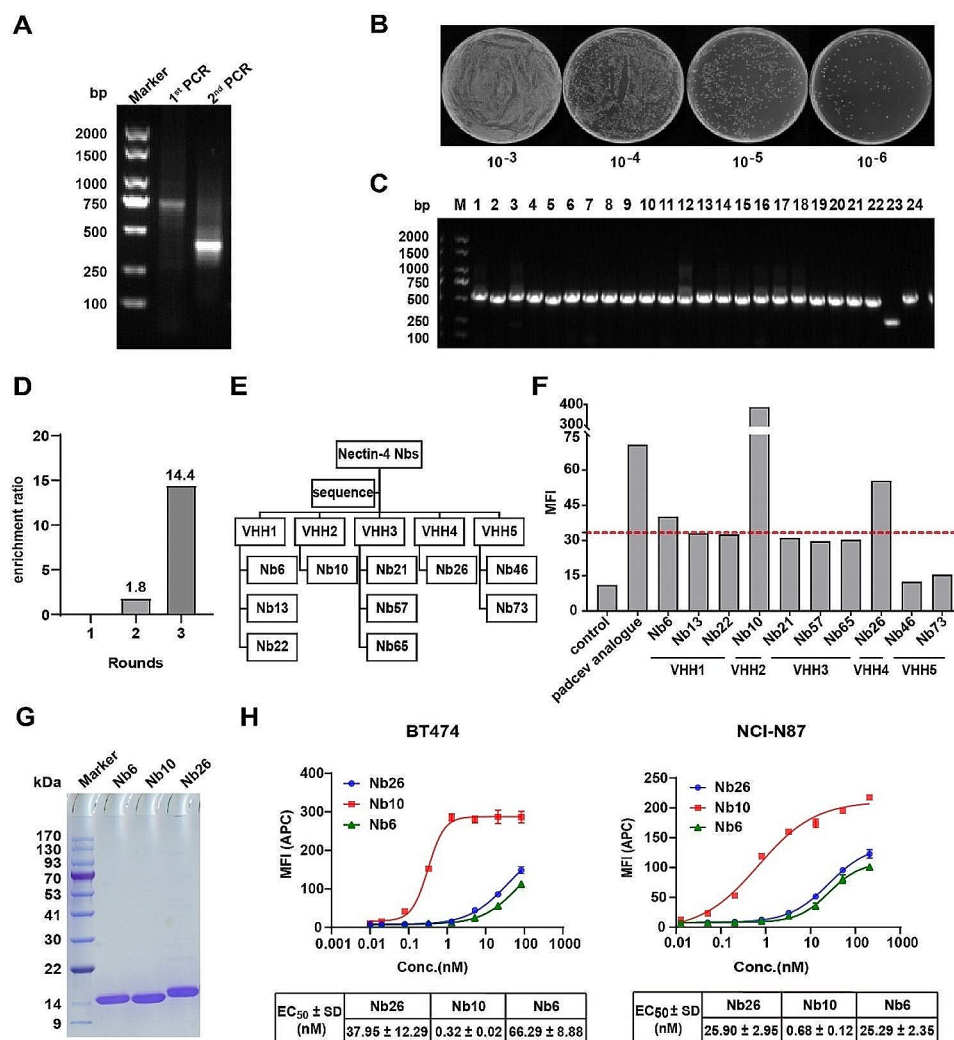 A
bp
Marker
1st PCR
2nd PCR
2000
1500
1000
750
500
250
100
B
10-3
10-4
10-5
10-6
C
bp M 1 2 3 4 5 6 7 8 9 10 11 12 13 14 15 16 17 18 19 20 21 22 23 24
2000
1500
1000
750
500
250
100
D
enrichment ratio
20
15
10
5
0
1.8
14.4
1 2 3
Rounds
E
Nectin-4 Nbs
sequence
VHH1 VHH2 VHH3 VHH4 VHH5
Nb6 Nb10 Nb21 Nb26 Nb46
Nb13 Nb57 Nb73
Nb22 Nb65
F
MFI
400
300
75
60
45
30
15
0
control
padcev analogue
Nb6
Nb13
Nb22
Nb10
Nb21
Nb57
Nb65
Nb26
Nb46
Nb73
VHH1 VHH2 VHH3 VHH4 VHH5
G
kDa
Marker
Nb6
Nb10
Nb26
170
130
93
70
53
41
30
22
14
9
H
BT474
MFI (APC)
400
300
200
100
0
Nb26
Nb10
Nb6
0.001 0.01 0.1 1 10 100 1000
Conc.(nM)
EC50 ± SD (nM) Nb26 Nb10 Nb6
37.95 ± 12.29 0.32 ± 0.02 66.29 ± 8.88
NCI-N87
MFI (APC)
250
200
150
100
50
0
Nb26
Nb10
Nb6
0.01 0.1 1 10 100 1000
Conc.(nM)
EC50 ± SD (nM) Nb26 Nb10 Nb6
25.90 ± 2.95 0.68 ± 0.12 25.29 ± 2.35